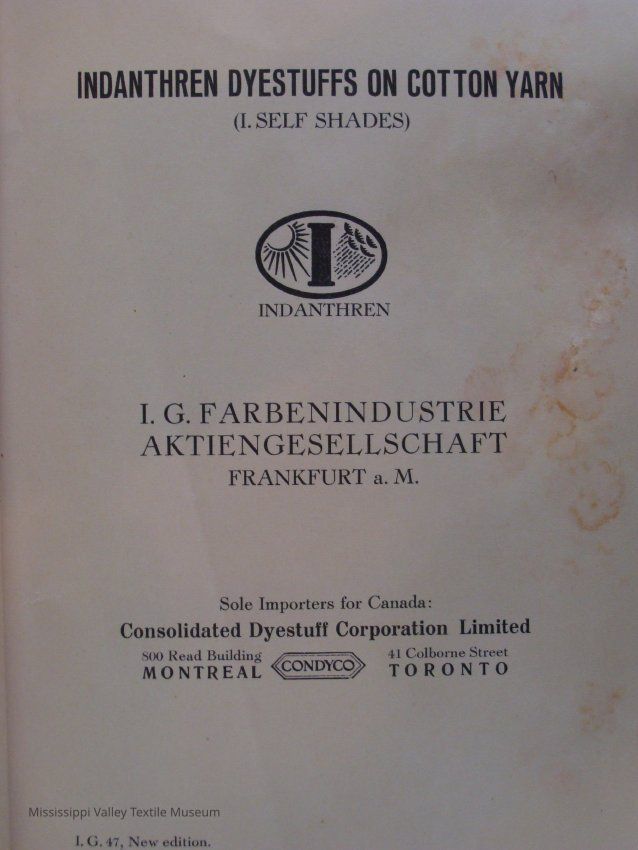 INDANTHREN DYESTUFFS ON COTTON YARN
(I. SELF SHADES)
I
INDANTHREN
I. G. FARBENINDUSTRIE
AKTIENGESELLSCHAFT
FRANKFURT a. M.
Sole Importers for Canada:
Consolidated Dyestuff Corporation Limited
800 Read Building
MONTREAL
CONDYCO
41 Colborne Street
TORONTO
Mississippi Valley Textile Museum
I. G. 47, New edition.